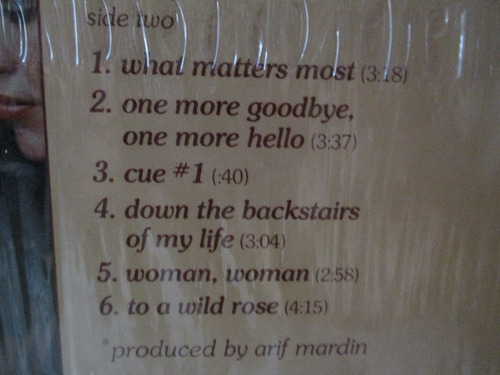 side two
1. what matters most (3:18)
2. one more goodbye,
one more hello (3:37)
3. cue #1 (:40)
4. down the backstairs
of my life (3:04)
5. woman, woman (2:58)
6. to a wild rose (4:15)
*produced by arif mardin